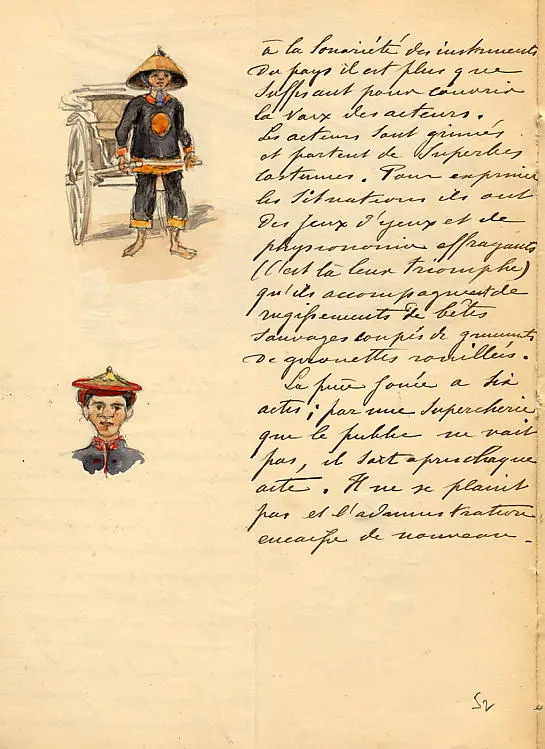 à la Sonorité des instruments
du pays il est plus que
suffisant pour couvrir
la voix des acteurs.
Les acteurs sont grimés
et portent de superbes
costumes. Pour exprimer
les situations ils ont
des jeux d'yeux et de
physionomie effrayants
(C'est là leur triomphe)
qu'ils accompagnent de
rugissements de bêtes
sauvages coupés de grincements
de girouettes rouillées.
La pièce jouée a six
actes ; par une supercherie
que le public ne voit
pas, il sort après chaque
acte. Il ne se plaint
pas et l'administration
encaisse de nouveau.
52